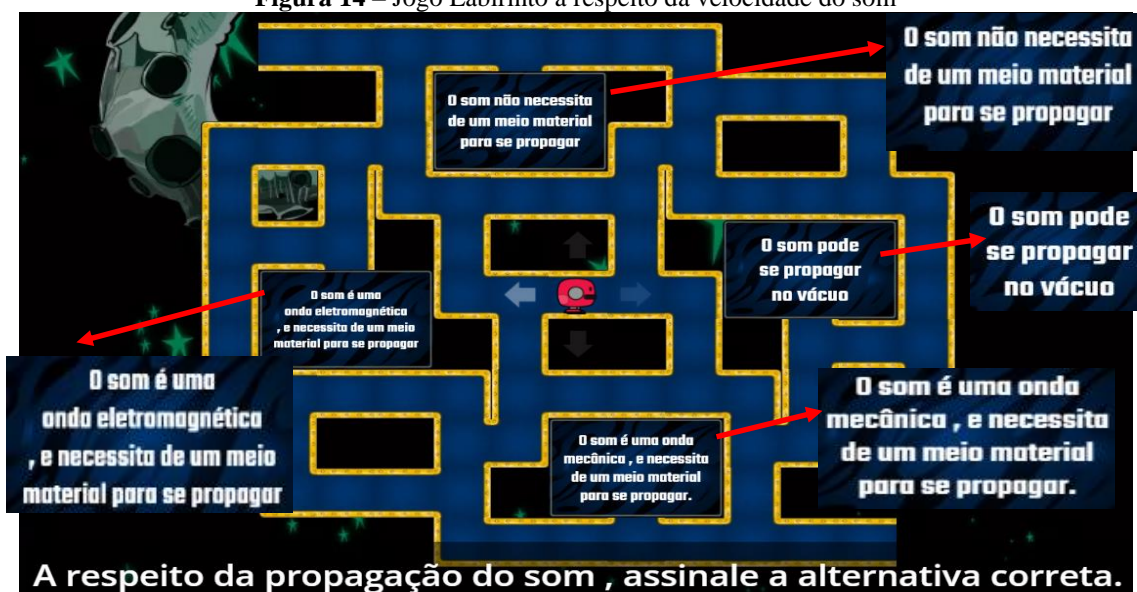 Figura 14 – Jogo Labirinto a respeito da velocidade do som
O som não necessita
de um meio material
para se propagar
O som não necessita
de um meio material
para se propagar
O som pode
se propagar
no vácuo
O som pode
se propagar
no vácuo
O som é uma
onda eletromagnética
, e necessita de um meio
material para se propagar
O som é uma
onda eletromagnética
, e necessita de um meio
material para se propagar
O som é uma onda
mecânica , e necessita
de um meio material
para se propagar.
O som é uma onda
mecânica , e necessita
de um meio material
para se propagar.
A respeito da propagação do som , assinale a alternativa correta.